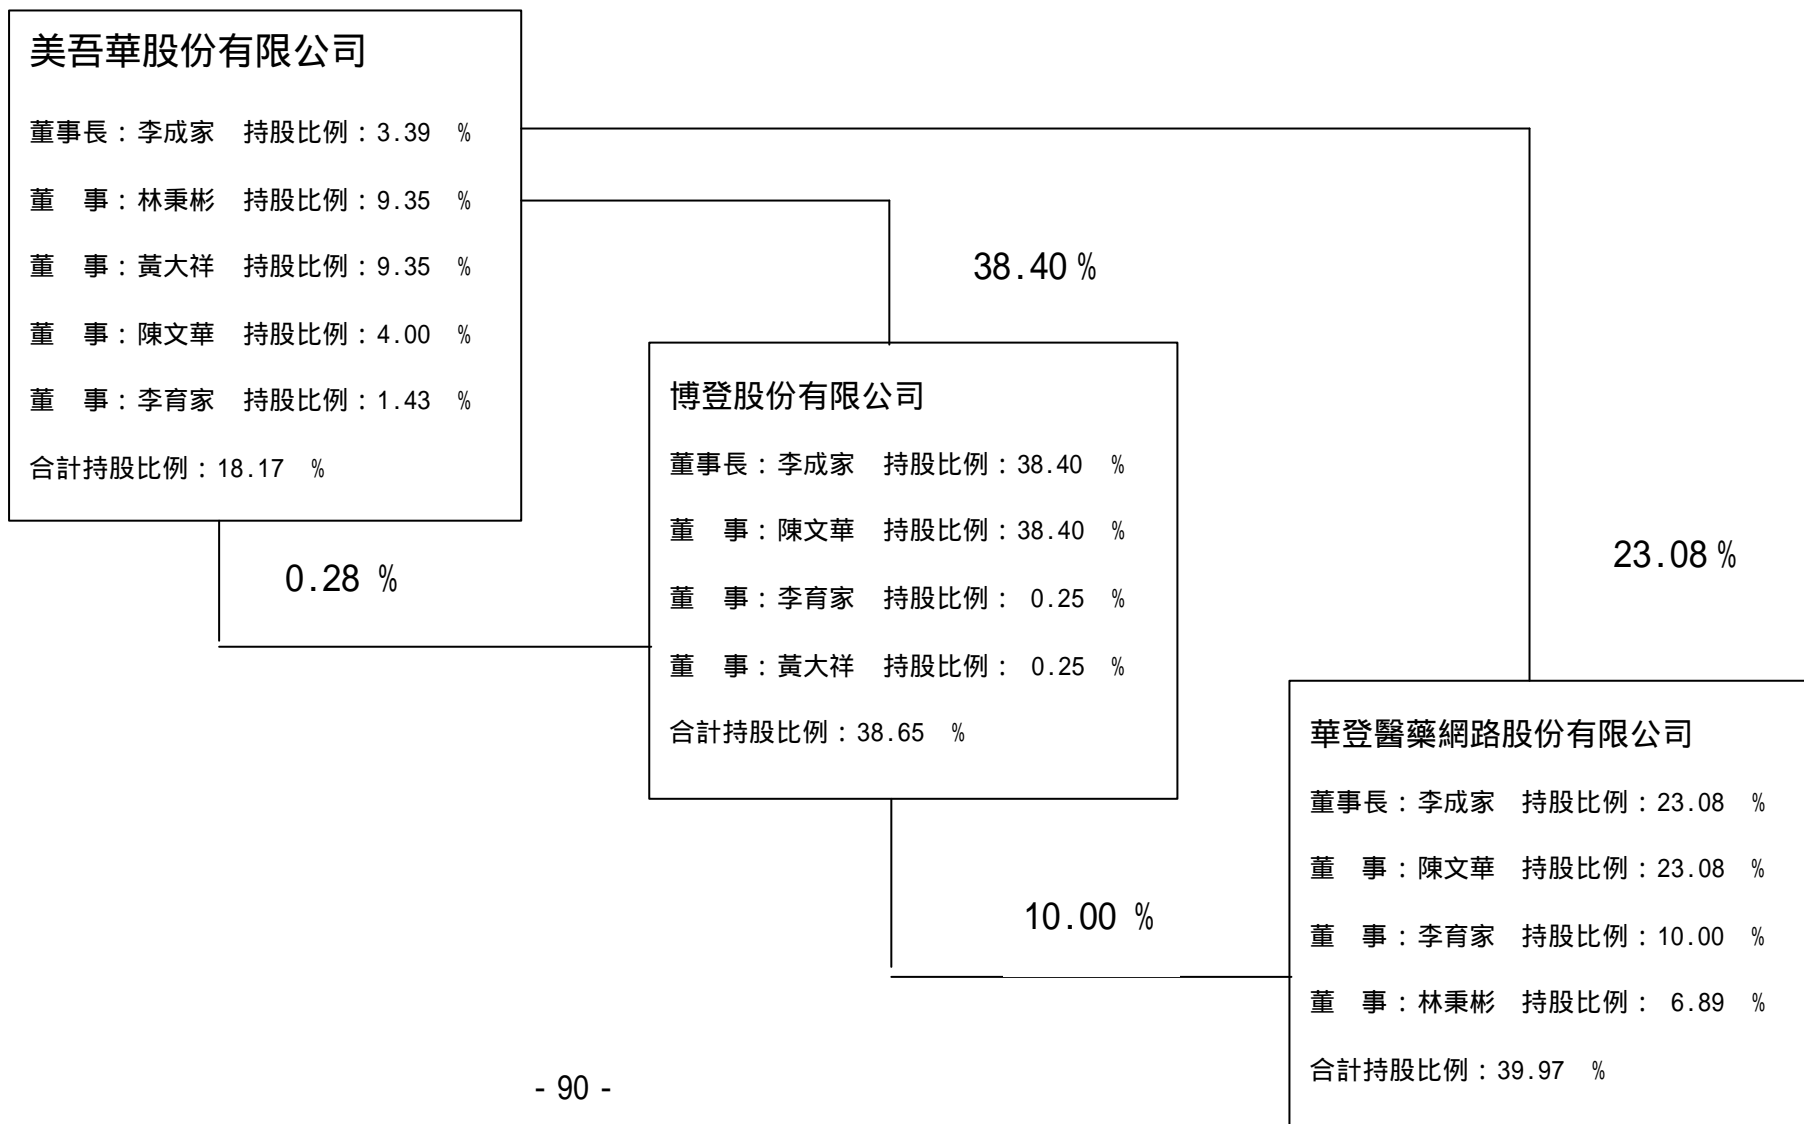 美吾華股份有限公司
董事長：李成家 持股比例：3.39 %
董 事：林秉彬 持股比例：9.35 %
董 事：黃大祥 持股比例：9.35 %
董 事：陳文華 持股比例：4.00 %
董 事：李育家 持股比例：1.43 %
合計持股比例：18.17 %
38.40 %
0.28 %
博登股份有限公司
董事長：李成家 持股比例：38.40 %
董 事：陳文華 持股比例：38.40 %
董 事：李育家 持股比例： 0.25 %
董 事：黃大祥 持股比例： 0.25 %
合計持股比例：38.65 %
23.08 %
10.00 %
華登醫藥網路股份有限公司
董事長：李成家 持股比例：23.08 %
董 事：陳文華 持股比例：23.08 %
董 事：李育家 持股比例：10.00 %
董 事：林秉彬 持股比例： 6.89 %
合計持股比例：39.97 %
- 90 -